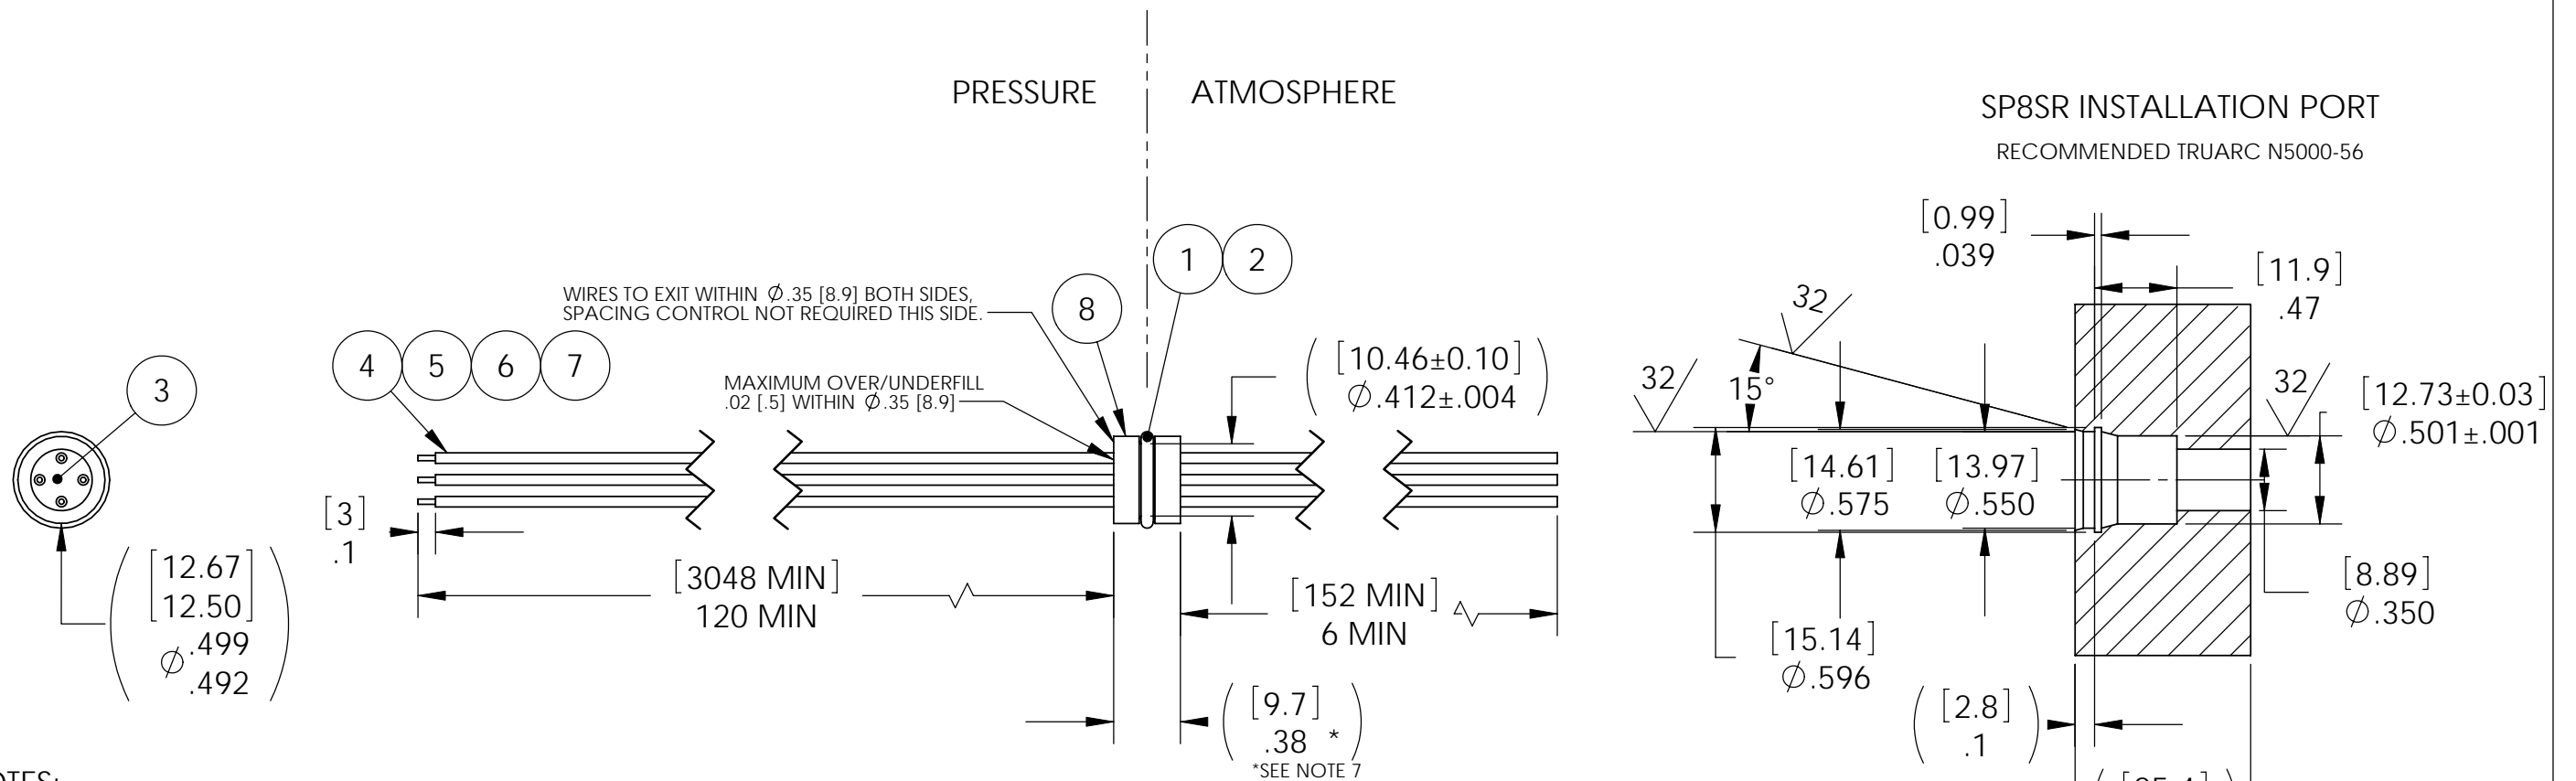 PRESSURE
ATMOSPHERE
SP8SR INSTALLATION PORT
RECOMMENDED TRUARC N5000-56
[0.99]
.039
[11.9]
.47
1
2
WIRES TO EXIT WITHIN Ø.35 [8.9] BOTH SIDES,
SPACING CONTROL NOT REQUIRED THIS SIDE.
8
32
4
5
6
7
3
MAXIMUM OVER/UNDERFILL
.02 [.5] WITHIN Ø.35 [8.9]
([10.46±0.10]
Ø.412±.004)
32
15°
32
[12.73±0.03]
Ø.501±.001
[14.61]
Ø.575
[13.97]
Ø.550
[3]
.1
([12.67]
[12.50]
Ø.499
.492)
[3048 MIN]
120 MIN
[152 MIN]
6 MIN
[8.89]
Ø.350
[15.14]
Ø.596
([9.7]
.38 *)
*SEE NOTE 7
([2.8]
.1)